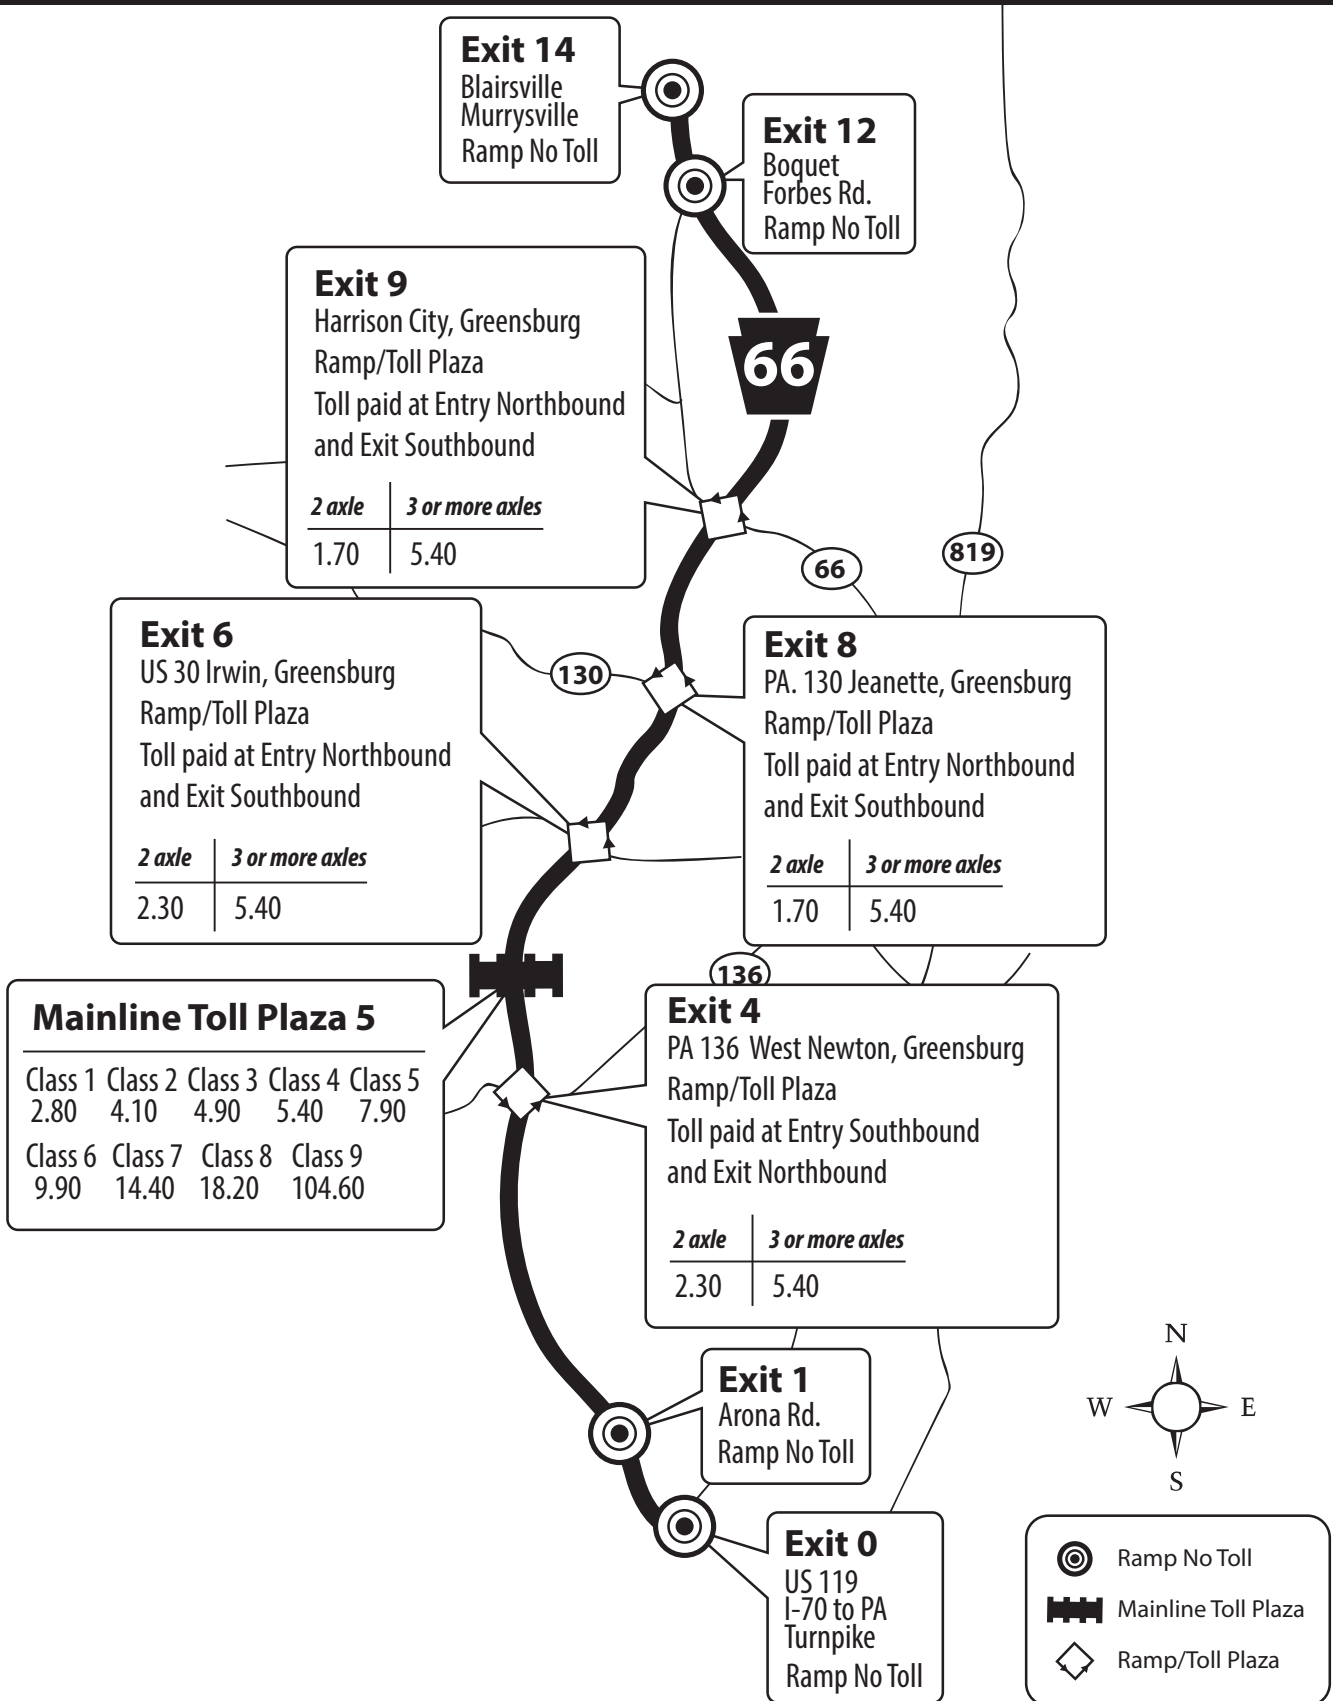 Exit 14
Blairsville
Murrysville
Ramp No Toll
Exit 12
Boquet
Forbes Rd.
Ramp No Toll
Exit 9
Harrison City, Greensburg
Ramp/Toll Plaza
Toll paid at Entry Northbound
and Exit Southbound
2 axle 3 or more axles
1.70 5.40
66
66
819
Exit 6
US 30 Irwin, Greensburg
Ramp/Toll Plaza
Toll paid at Entry Northbound
and Exit Southbound
2 axle 3 or more axles
2.30 5.40
130
Exit 8
PA. 130 Jeanette, Greensburg
Ramp/Toll Plaza
Toll paid at Entry Northbound
and Exit Southbound
2 axle 3 or more axles
1.70 5.40
136
Mainline Toll Plaza 5
Class 1 Class 2 Class 3 Class 4 Class 5
2.80 4.10 4.90 5.40 7.90
Class 6 Class 7 Class 8 Class 9
9.90 14.40 18.20 104.60
Exit 4
PA 136 West Newton, Greensburg
Ramp/Toll Plaza
Toll paid at Entry Southbound
and Exit Northbound
2 axle 3 or more axles
2.30 5.40
Exit 1
Arona Rd.
Ramp No Toll
Exit 0
US 119
I-70 to PA
Turnpike
Ramp No Toll
N
W E
S
Ramp No Toll
Mainline Toll Plaza
Ramp/Toll Plaza